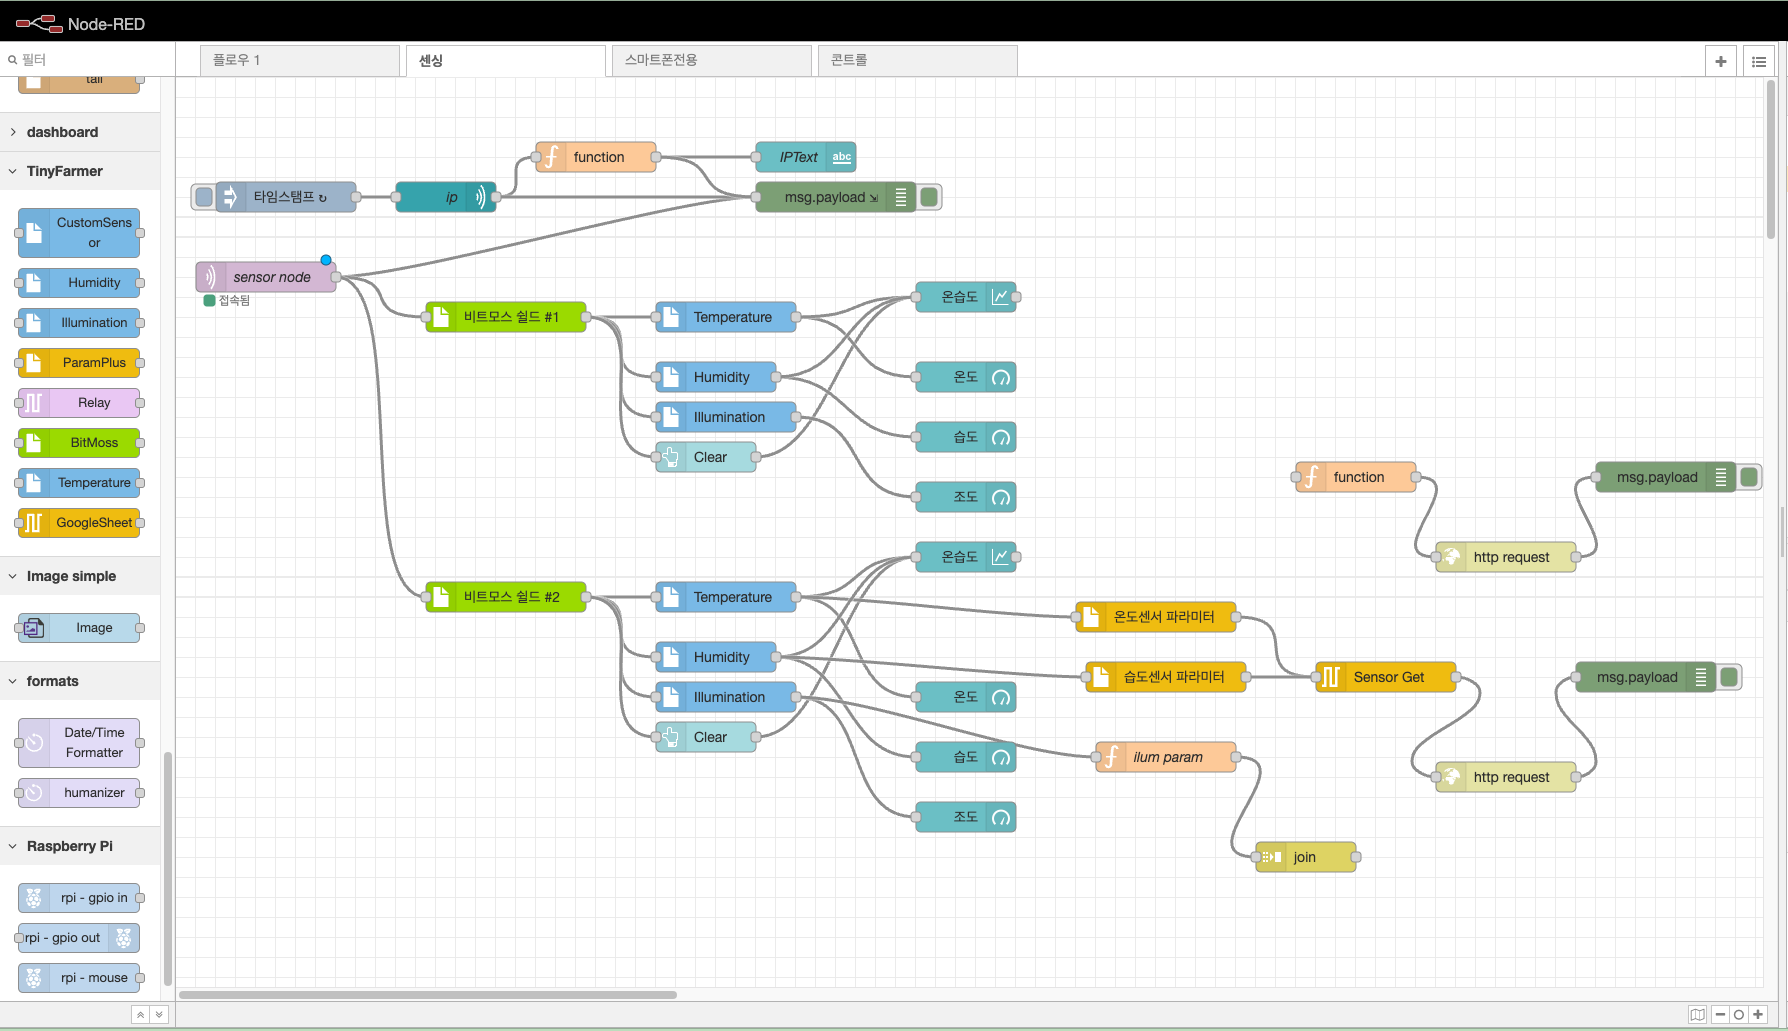 Node-RED
필터
플로우 1
센싱
스마트폰전용
콘트롤
tail
dashboard
TinyFarmer
CustomSens
or
Humidity
Illumination
ParamPlus
Relay
BitMoss
Temperature
GoogleSheet
Image simple
Image
formats
Date/Time
Formatter
humanizer
Raspberry Pi
rpi - gpio in
rpi - gpio out
rpi - mouse
function
IPText
abc
타임스탬프 ↻
ip
msg.payload
sensor node
접속됨
비트모스 쉴드 #1
Temperature
온습도
Humidity
온도
Illumination
습도
Clear
조도
function
msg.payload
http request
온습도
비트모스 쉴드 #2
Temperature
온도센서 파라미터
Humidity
습도센서 파라미터
Sensor Get
msg.payload
Illumination
온도
Clear
습도
ilum param
http request
조도
join